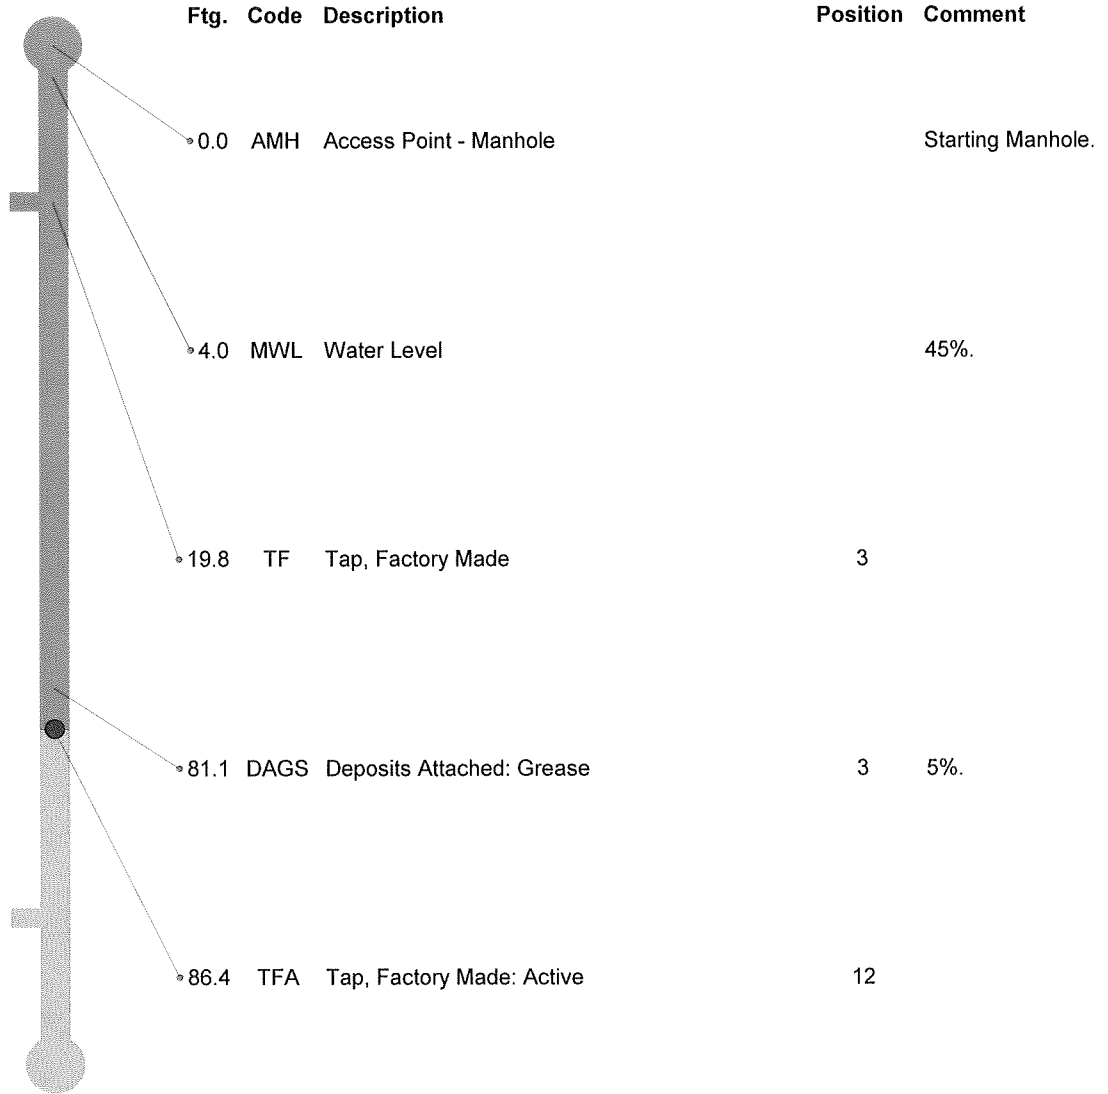 Ftg. Code Description Position Comment
0.0 AMH Access Point - Manhole Starting Manhole.
4.0 MWL Water Level 45%.
19.8 TF Tap, Factory Made 3
81.1 DAGS Deposits Attached: Grease 3 5%.
86.4 TFA Tap, Factory Made: Active 12